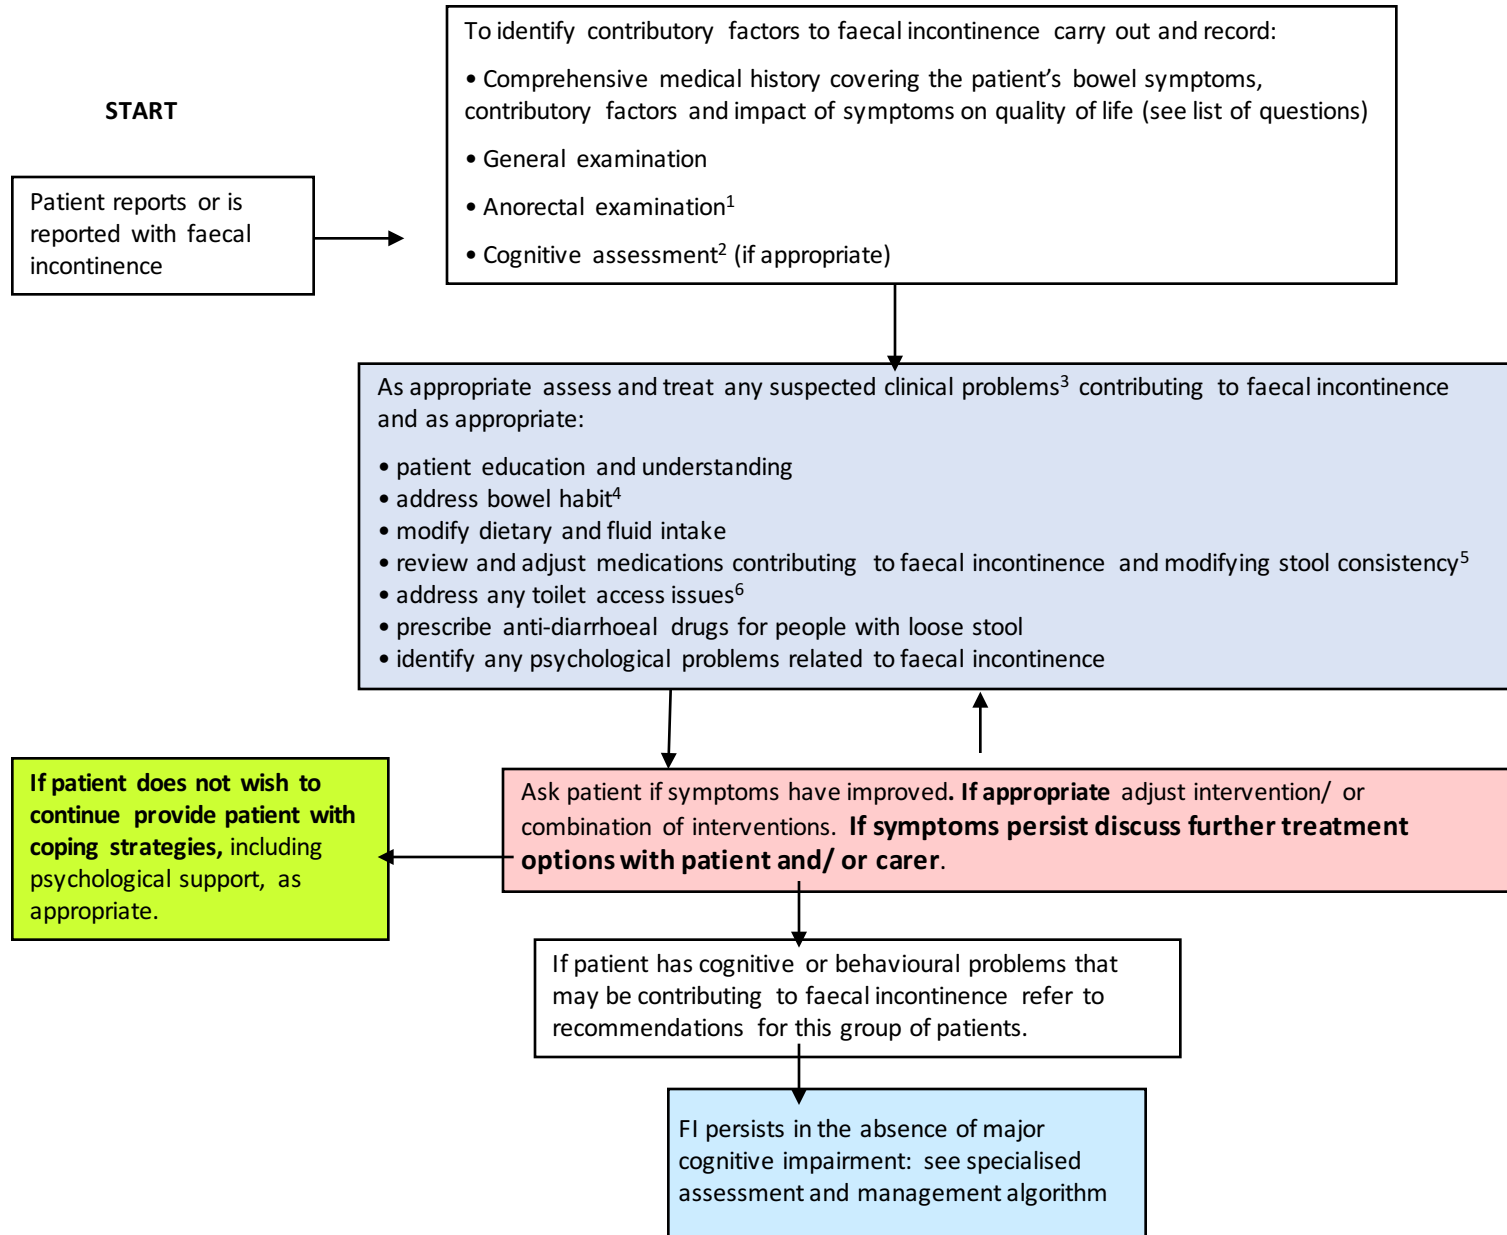 START
Patient reports or is
reported with faecal
incontinence
To identify contributory factors to faecal incontinence carry out and record:
• Comprehensive medical history covering the patient’s bowel symptoms,
contributory factors and impact of symptoms on quality of life (see list of questions)
• General examination
• Anorectal examination¹
• Cognitive assessment² (if appropriate)
As appropriate assess and treat any suspected clinical problems³ contributing to faecal incontinence
and as appropriate:
• patient education and understanding
• address bowel habit⁴
• modify dietary and fluid intake
• review and adjust medications contributing to faecal incontinence and modifying stool consistency⁵
• address any toilet access issues⁶
• prescribe anti-diarrhoeal drugs for people with loose stool
• identify any psychological problems related to faecal incontinence
If patient does not wish to
continue provide patient with
coping strategies, including
psychological support, as
appropriate.
Ask patient if symptoms have improved. If appropriate adjust intervention/ or
combination of interventions. If symptoms persist discuss further treatment
options with patient and/ or carer.
If patient has cognitive or behavioural problems that
may be contributing to faecal incontinence refer to
recommendations for this group of patients.
FI persists in the absence of major
cognitive impairment: see specialised
assessment and management algorithm